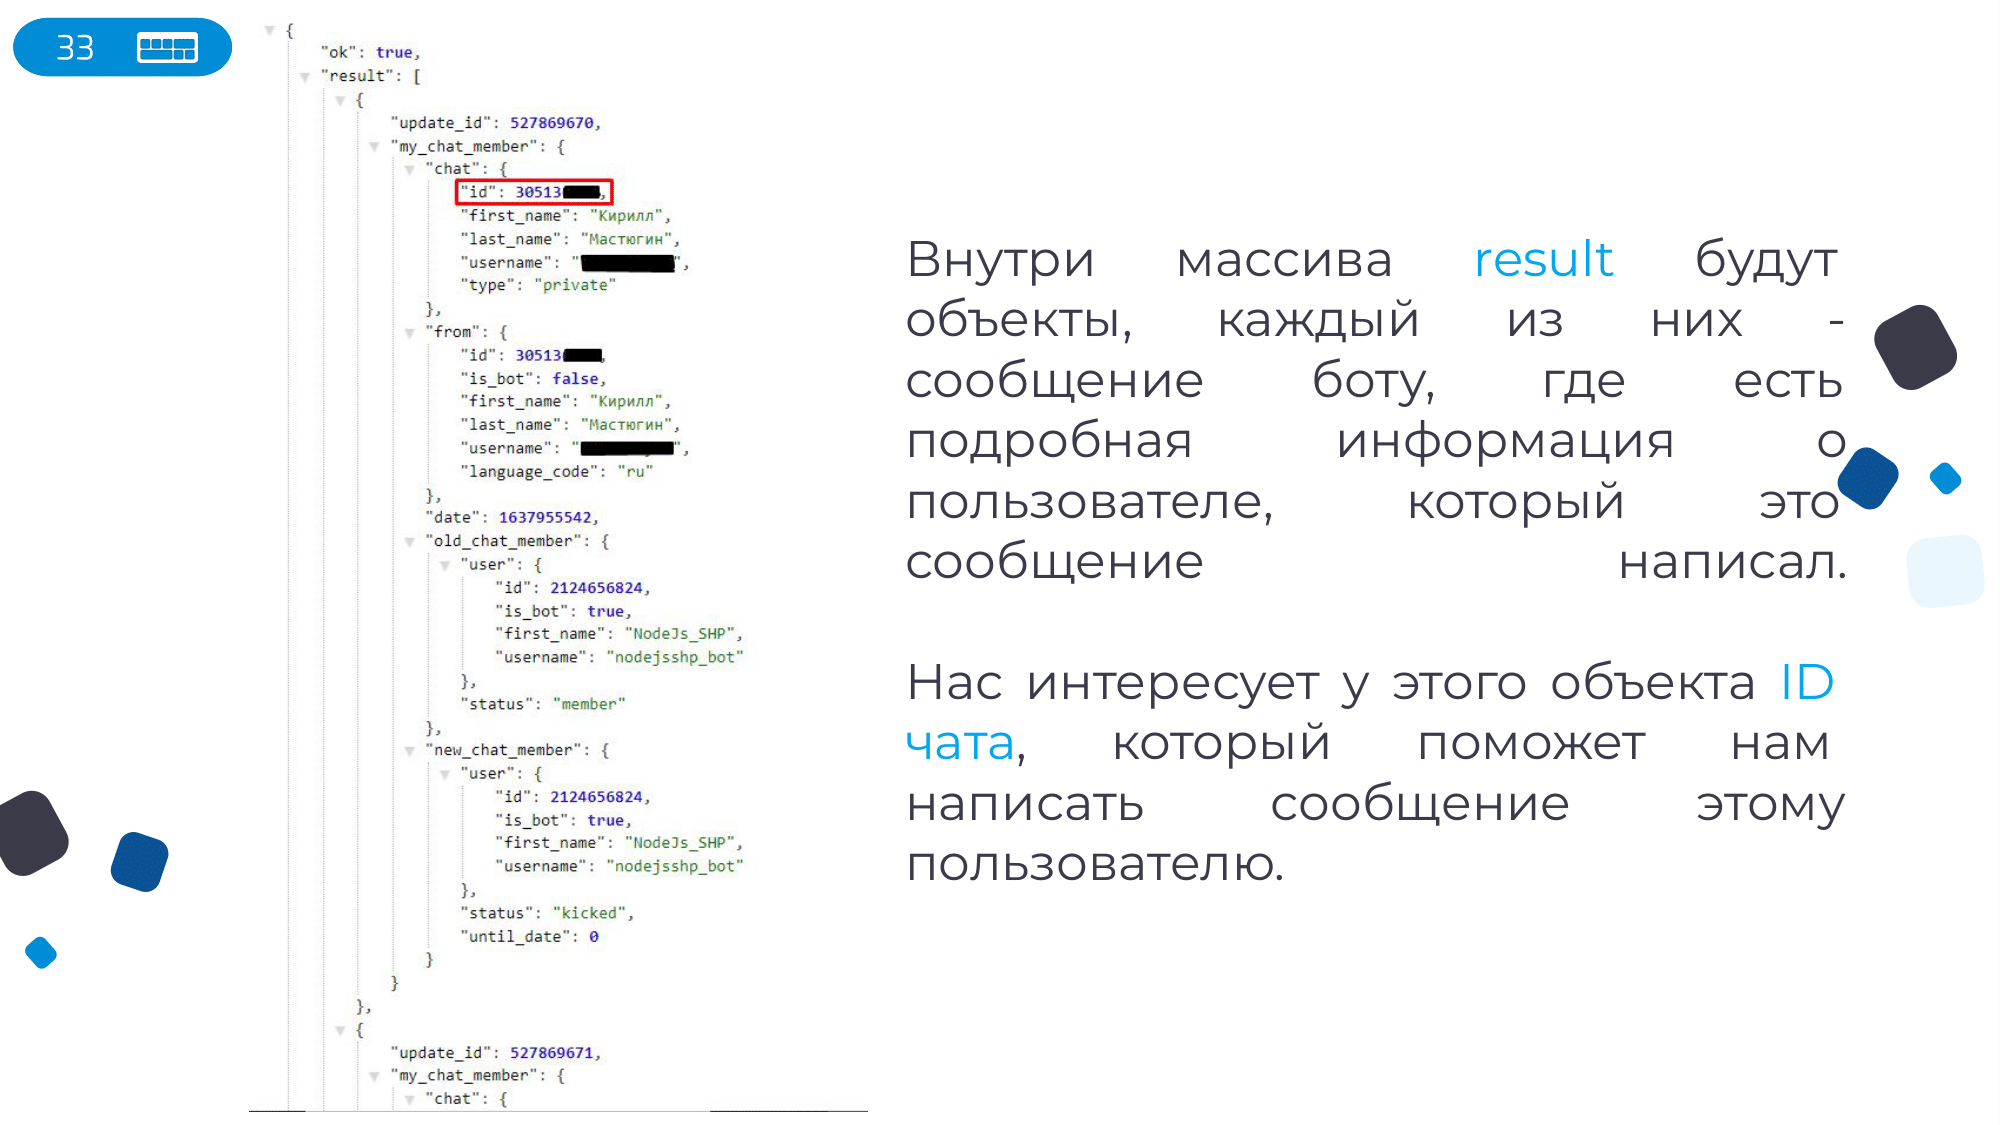 33
{
"ok": true,
"result": [
{
"update_id": 527869670,
"my_chat_member": {
"chat": {
"id": 30513
"first_name": "Кирилл",
"last_name": "Мастюгин",
"username": "",
"type": "private"
},
"from": {
"id": 30513,
"is_bot": false,
"first_name": "Кирилл",
"last_name": "Мастюгин",
"username": "",
"language_code": "ru"
},
"date": 1637955542,
"old_chat_member": {
"user": {
"id": 2124656824,
"is_bot": true,
"first_name": "NodeJs_SHP",
"username": "nodejsshp_bot"
},
"status": "member"
},
"new_chat_member": {
"user": {
"id": 2124656824,
"is_bot": true,
"first_name": "NodeJs_SHP",
"username": "nodejsshp_bot"
},
"status": "kicked",
"until_date": 0
}
}
},
{
"update_id": 527869671,
"my_chat_member": {
"chat": {
Внутри массива result будут
объекты, каждый из них -
сообщение боту, где есть
подробная информация о
пользователе, который это
сообщение написал.
Нас интересует у этого объекта ID
чата, который поможет нам
написать сообщение этому
пользователю.